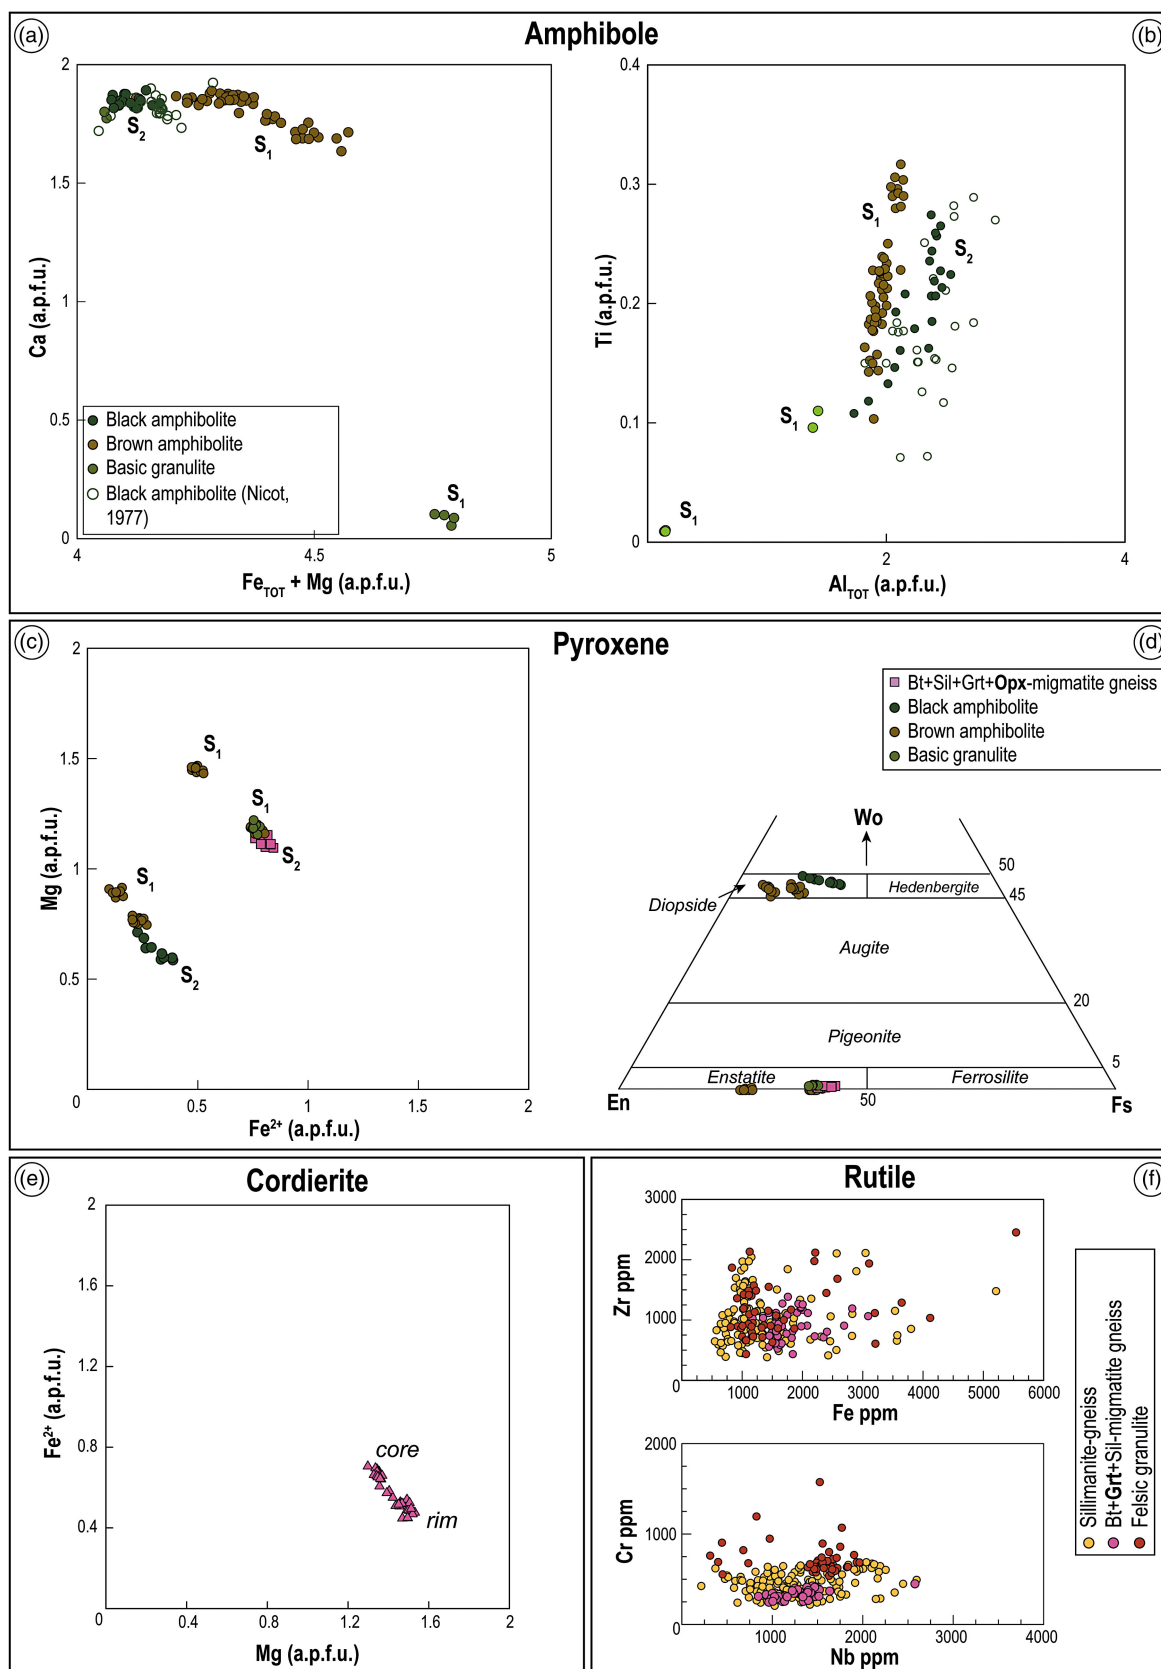 (a)
Amphibole
(b)
2
1.5
1
0.5
0
Ca (a.p.f.u.)
S2
S1
S1
Black amphibolite
Brown amphibolite
Basic granulite
Black amphibolite (Nicot,
1977)
4
4.5
5
FeTOT + Mg (a.p.f.u.)
0.4
0.3
0.2
0.1
0
Ti (a.p.f.u.)
S1
S2
S1
S1
2
4
AlTOT (a.p.f.u.)
(c)
Pyroxene
(d)
2
1.5
1
0.5
0
Mg (a.p.f.u.)
S1
S1
S2
S1
S2
0.5
1
1.5
2
Fe2+ (a.p.f.u.)
Bt+Sil+Grt+Opx-migmatite gneiss
Black amphibolite
Brown amphibolite
Basic granulite
Wo
50
Diopside
Hedenbergite
45
Augite
20
Pigeonite
5
Enstatite
Ferrosilite
En
50
Fs
(e)
Cordierite
2
1.6
1.2
0.8
0.4
0
Fe2+ (a.p.f.u.)
core
rim
0.4
0.8
1.2
1.6
2
Mg (a.p.f.u.)
Rutile
(f)
3000
2000
1000
0
Zr ppm
1000
2000
3000
4000
5000
6000
Fe ppm
2000
1000
0
Cr ppm
1000
2000
3000
4000
Nb ppm
Sillimanite-gneiss
Bt+Grt+Sil-migmatite gneiss
Felsic granulite